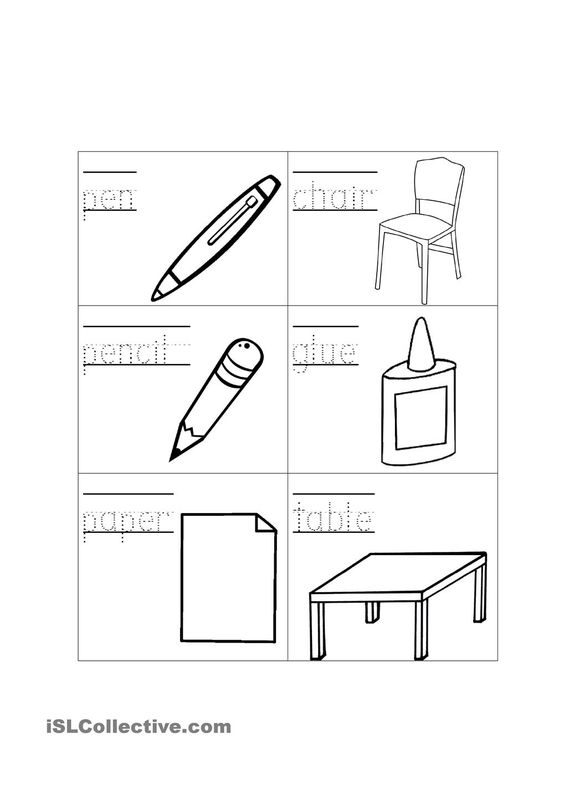 pen
chair
pencil
glue
paper
table
iSLCollective.com